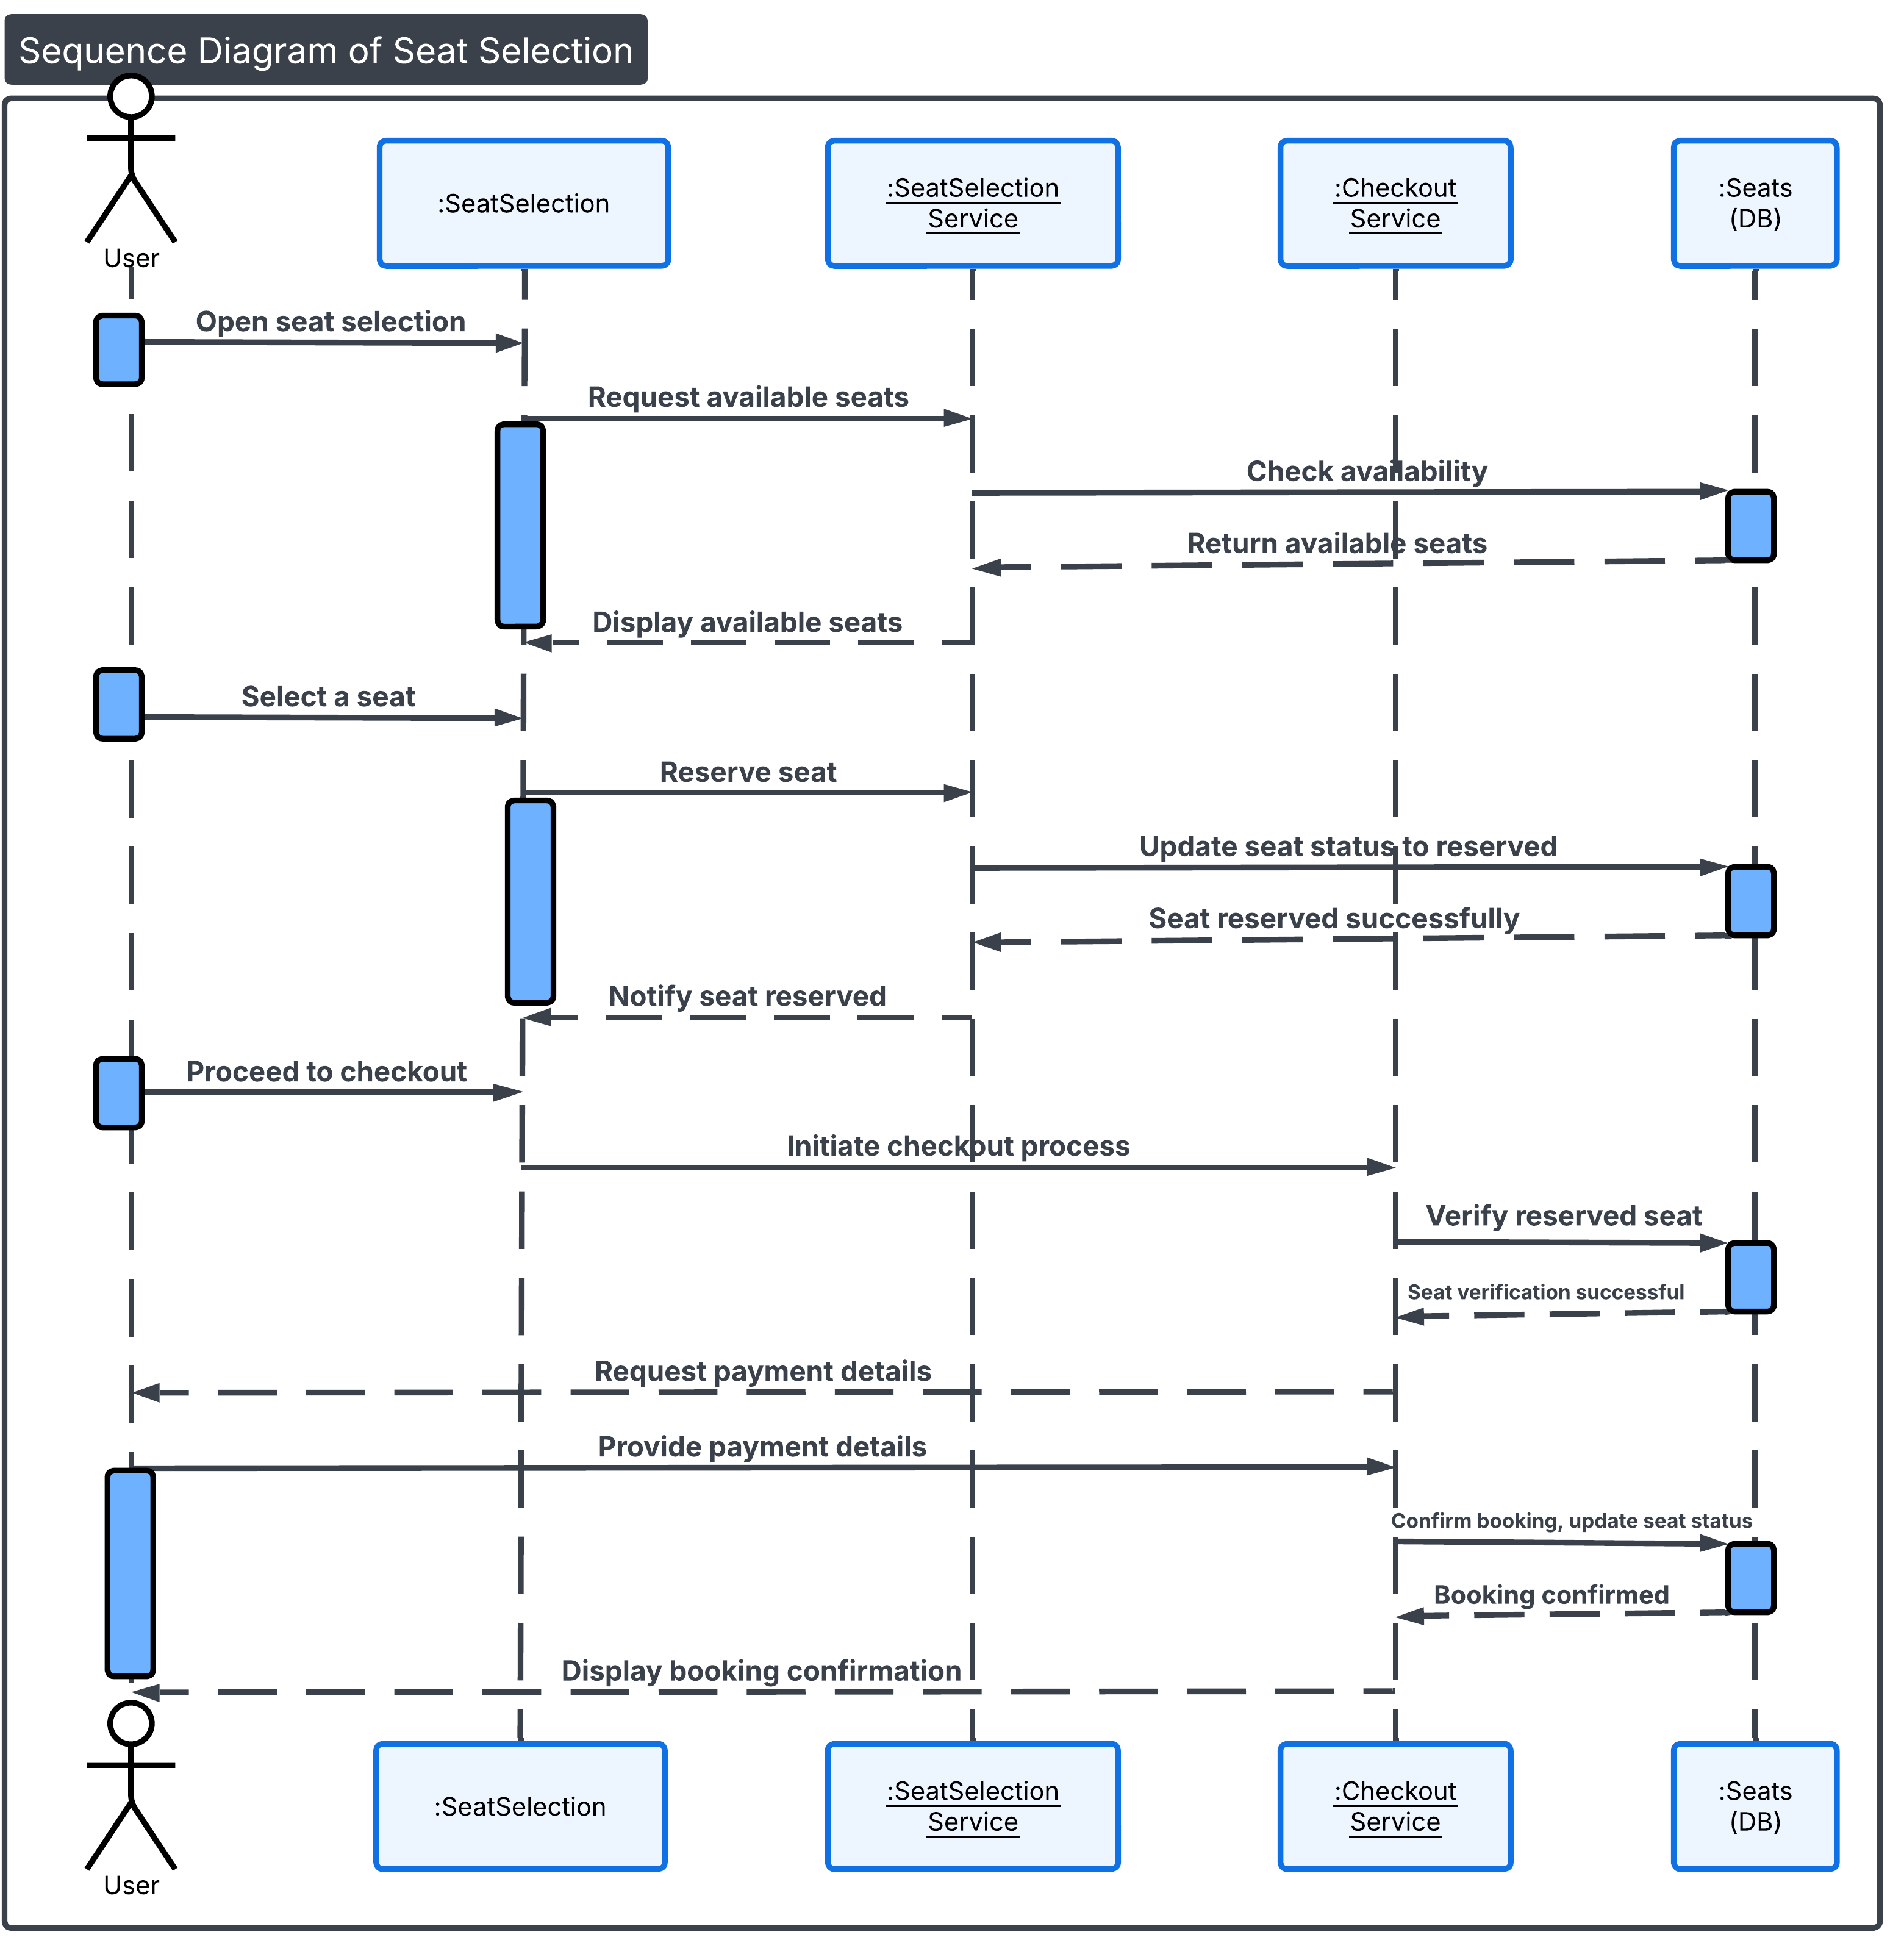 Sequence Diagram of Seat Selection
User
:SeatSelection
:SeatSelection
Service
:Checkout
Service
:Seats
(DB)
Open seat selection
Request available seats
Check availability
Return available seats
Display available seats
Select a seat
Reserve seat
Update seat status to reserved
Seat reserved successfully
Notify seat reserved
Proceed to checkout
Initiate checkout process
Verify reserved seat
Seat verification successful
Request payment details
Provide payment details
Confirm booking, update seat status
Booking confirmed
Display booking confirmation
User
:SeatSelection
:SeatSelection
Service
:Checkout
Service
:Seats
(DB)